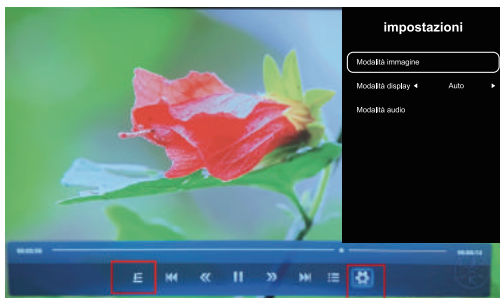 impostazioni
Modalità immagine
Modalità display
Auto
Modalità audio